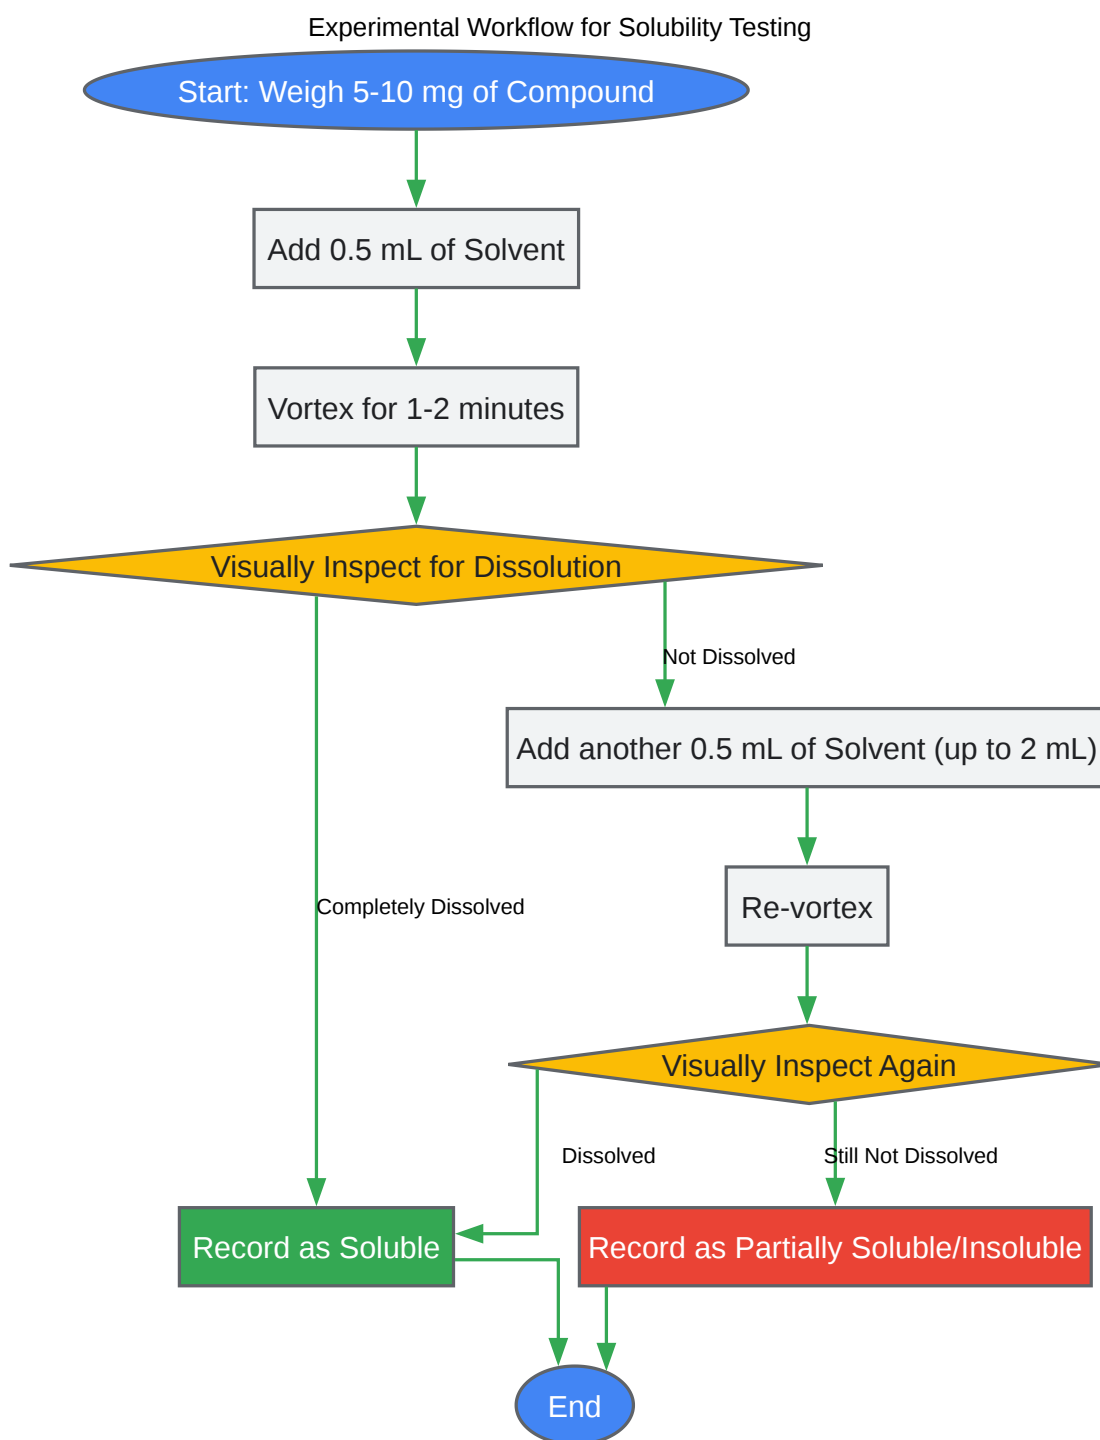 Experimental Workflow for Solubility Testing
Start: Weigh 5-10 mg of Compound
Add 0.5 mL of Solvent
Vortex for 1-2 minutes
Visually Inspect for Dissolution
Not Dissolved
Add another 0.5 mL of Solvent (up to 2 mL)
Re-vortex
Completely Dissolved
Visually Inspect Again
Dissolved
Still Not Dissolved
Record as Soluble
Record as Partially Soluble/Insoluble
End